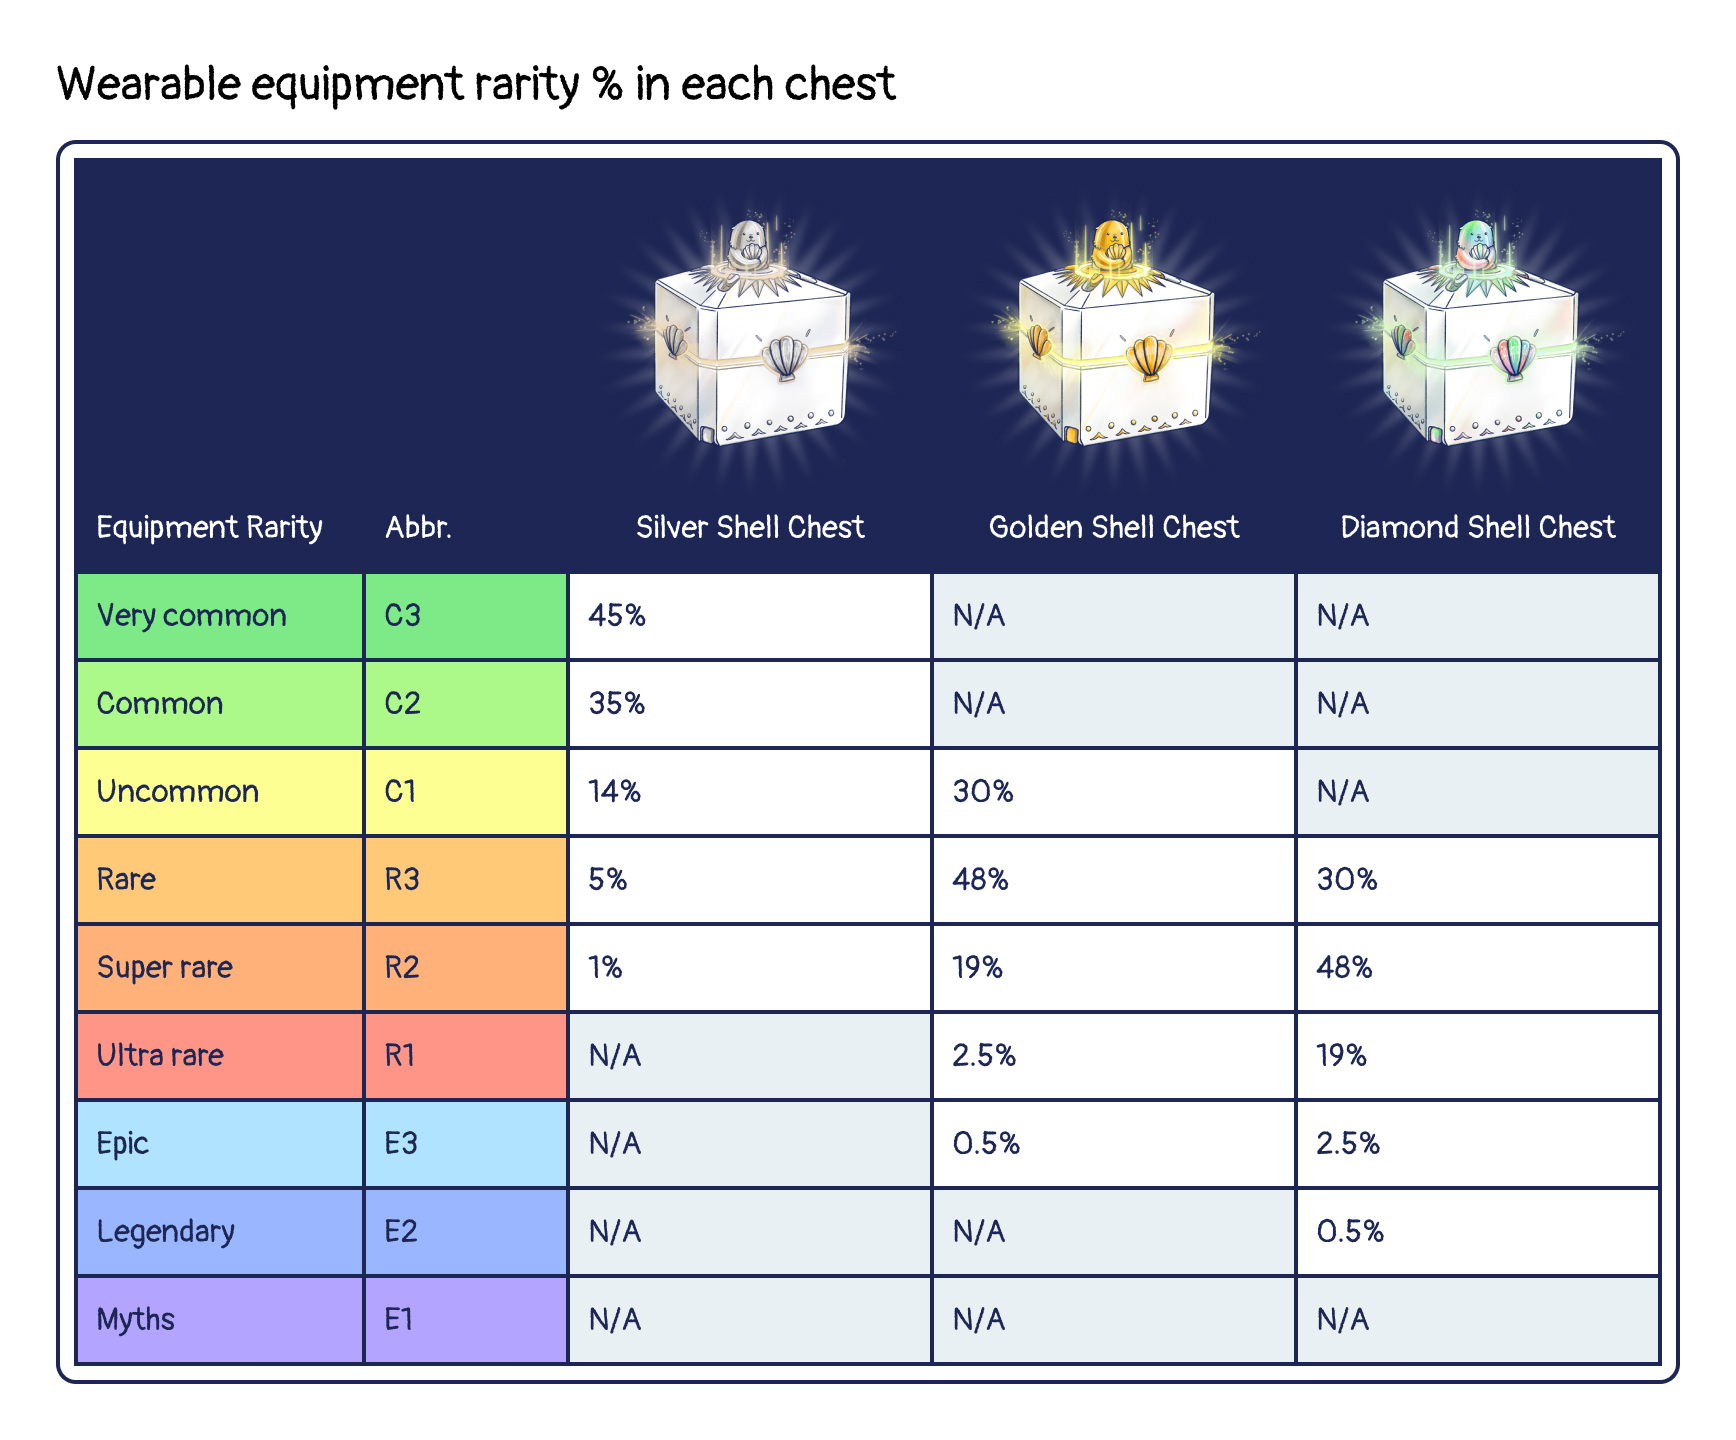 Wearable equipment rarity % in each chest
Equipment Rarity Abbr. Silver Shell Chest Golden Shell Chest Diamond Shell Chest
Very common C3 45% N/A N/A
Common C2 35% N/A N/A
Uncommon C1 14% 30% N/A
Rare R3 5% 48% 30%
Super rare R2 1% 19% 48%
Ultra rare R1 N/A 2.5% 19%
Epic E3 N/A 0.5% 2.5%
Legendary E2 N/A N/A 0.5%
Myths E1 N/A N/A N/A